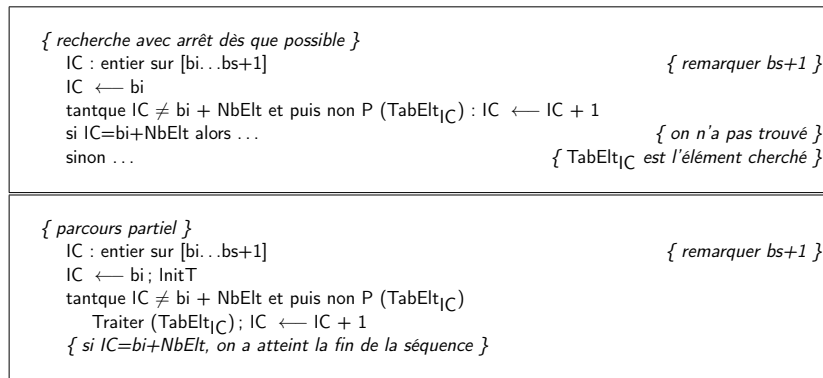 { recherche avec arrêt dès que possible }
IC : entier sur [bi...bs+1] { remarquer bs+1 }
IC ⟵ bi
tantque IC ≠ bi + NbElt et puis non P (TabElt_IC) : IC ⟵ IC + 1
si IC=bi+NbElt alors ... { on n'a pas trouvé }
sinon ... { TabElt_IC est l'élément cherché }
{ parcours partiel }
IC : entier sur [bi...bs+1] { remarquer bs+1 }
IC ⟵ bi ; InitT
tantque IC ≠ bi + NbElt et puis non P (TabElt_IC)
Traiter (TabElt_IC) ; IC ⟵ IC + 1
{ si IC=bi+NbElt, on a atteint la fin de la séquence }